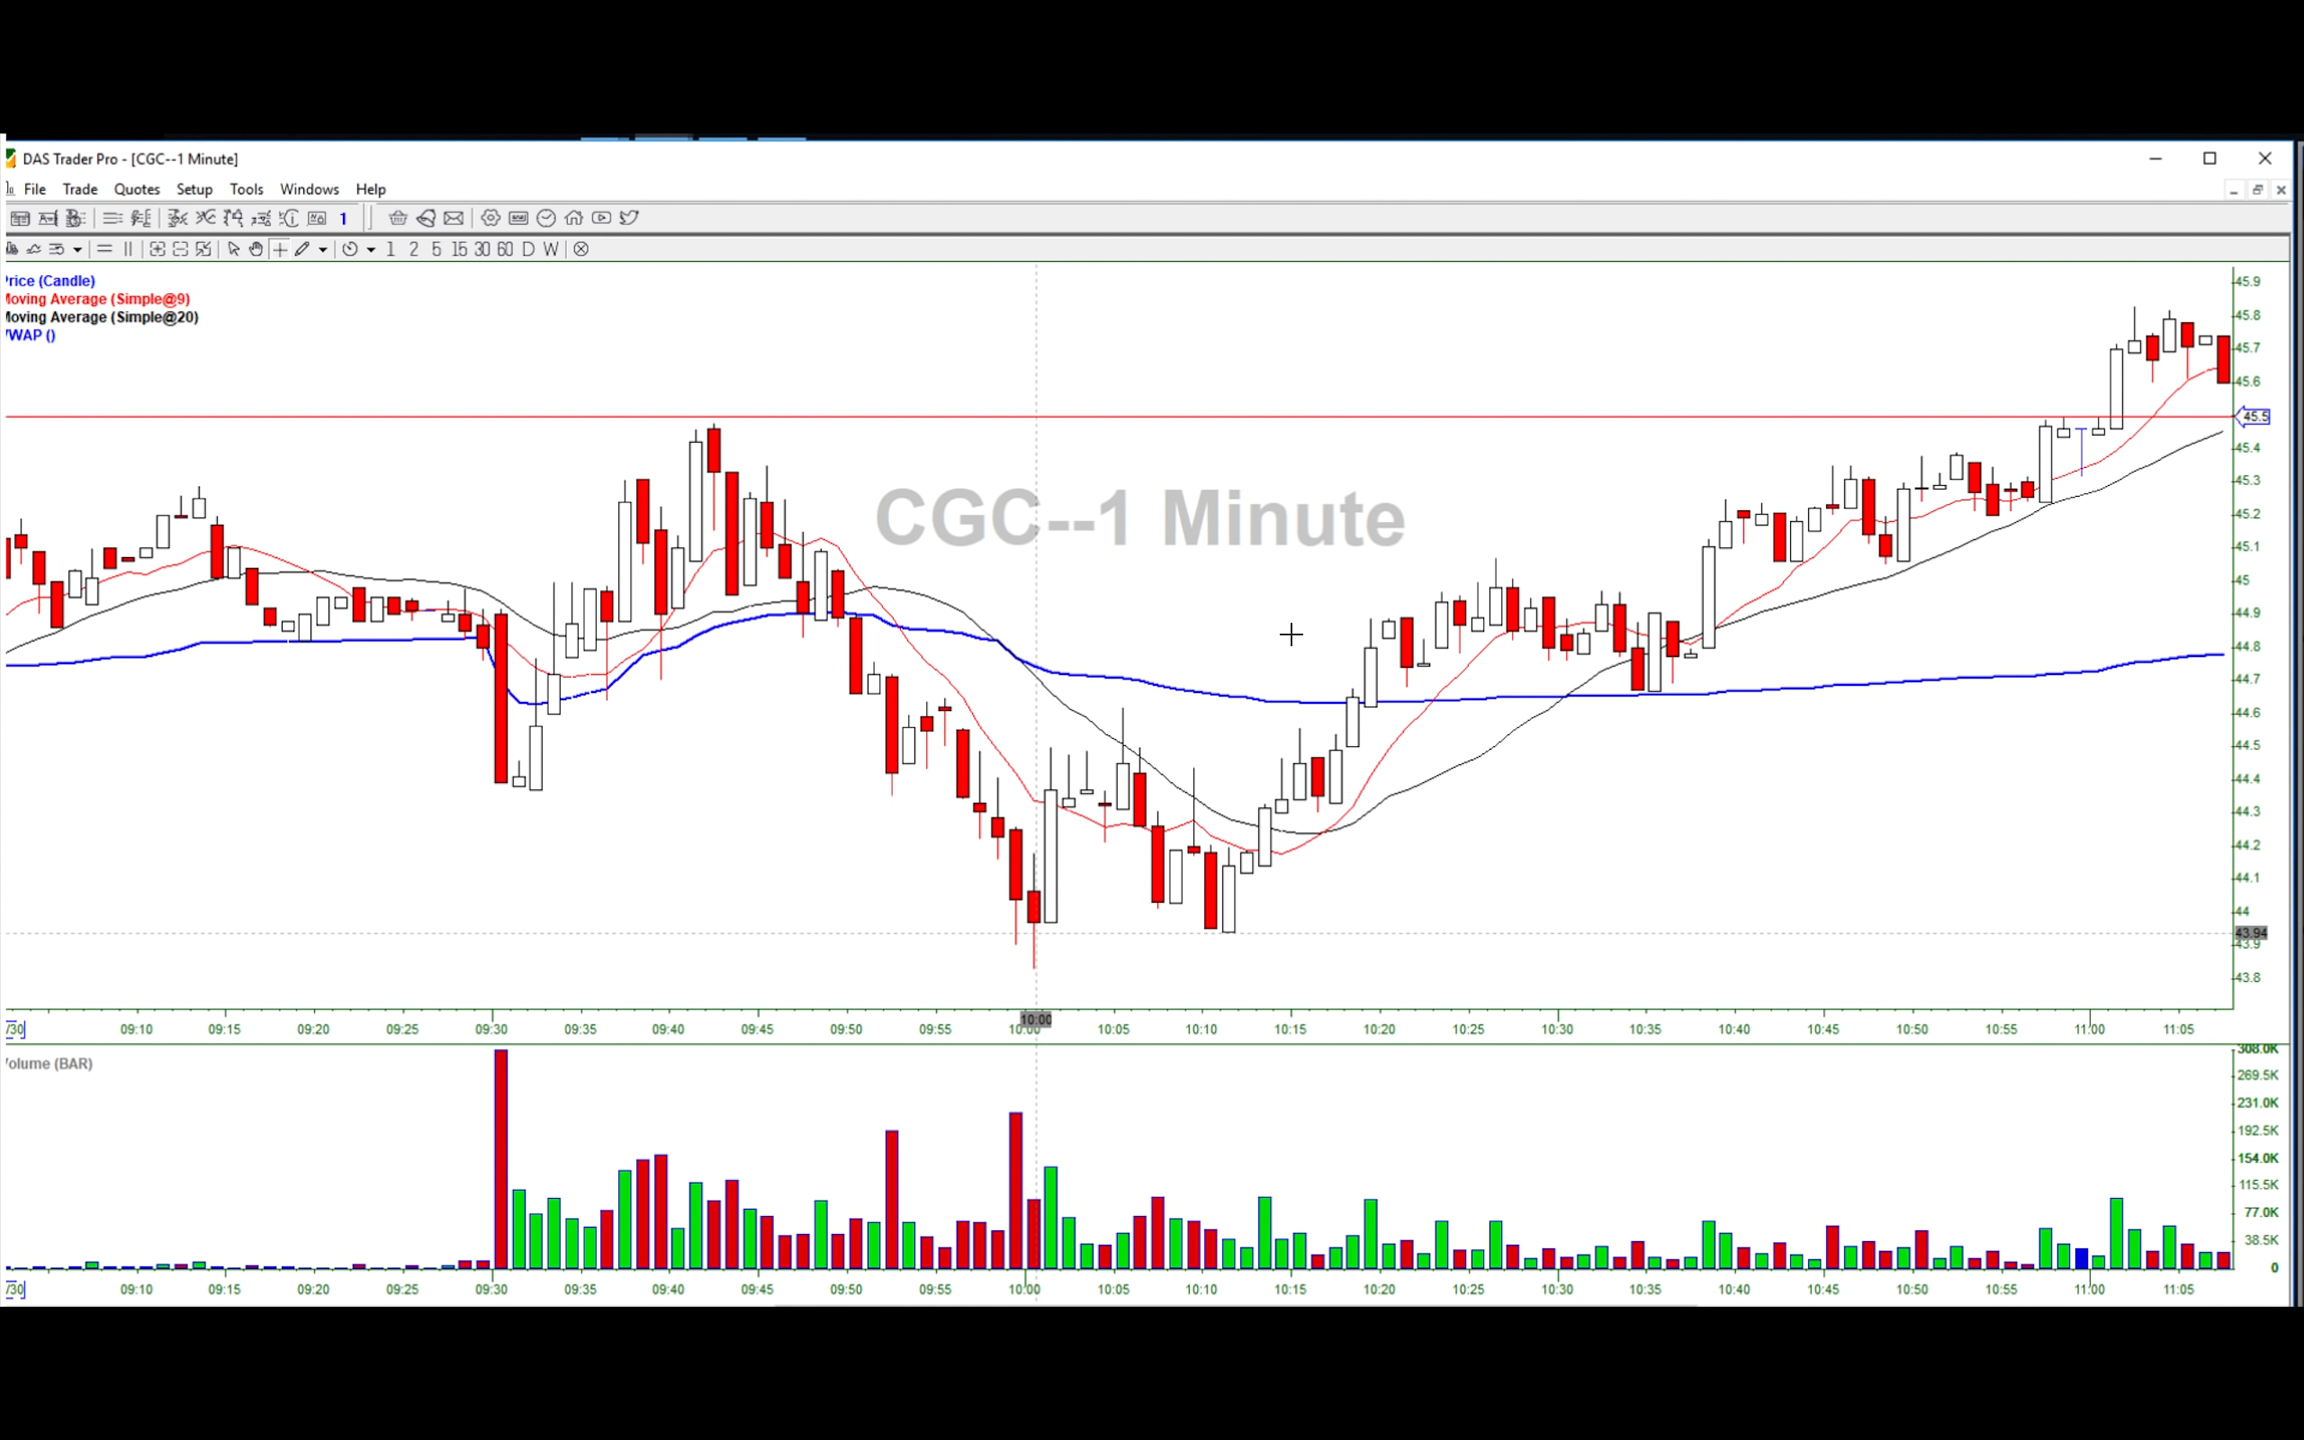 DAS Trader Pro - [CGC--1 Minute]
File Trade Quotes Setup Tools Windows Help
1
1 2 5 15 30 60 D W
Price (Candle)
Moving Average (Simple@9)
Moving Average (Simple@20)
VWAP ()
CGC--1 Minute
45.9
45.8
45.7
45.6
45.5
45.4
45.3
45.2
45.1
45
44.9
44.8
44.7
44.6
44.5
44.4
44.3
44.2
44.1
44
43.94
43.9
43.8
10:00
/30] 09:10 09:15 09:20 09:25 09:30 09:35 09:40 09:45 09:50 09:55 10:00 10:05 10:10 10:15 10:20 10:25 10:30 10:35 10:40 10:45 10:50 10:55 11:00 11:05
Volume (BAR)
308.0K
269.5K
231.0K
192.5K
154.0K
115.5K
77.0K
38.5K
0
/30] 09:10 09:15 09:20 09:25 09:30 09:35 09:40 09:45 09:50 09:55 10:00 10:05 10:10 10:15 10:20 10:25 10:30 10:35 10:40 10:45 10:50 10:55 11:00 11:05